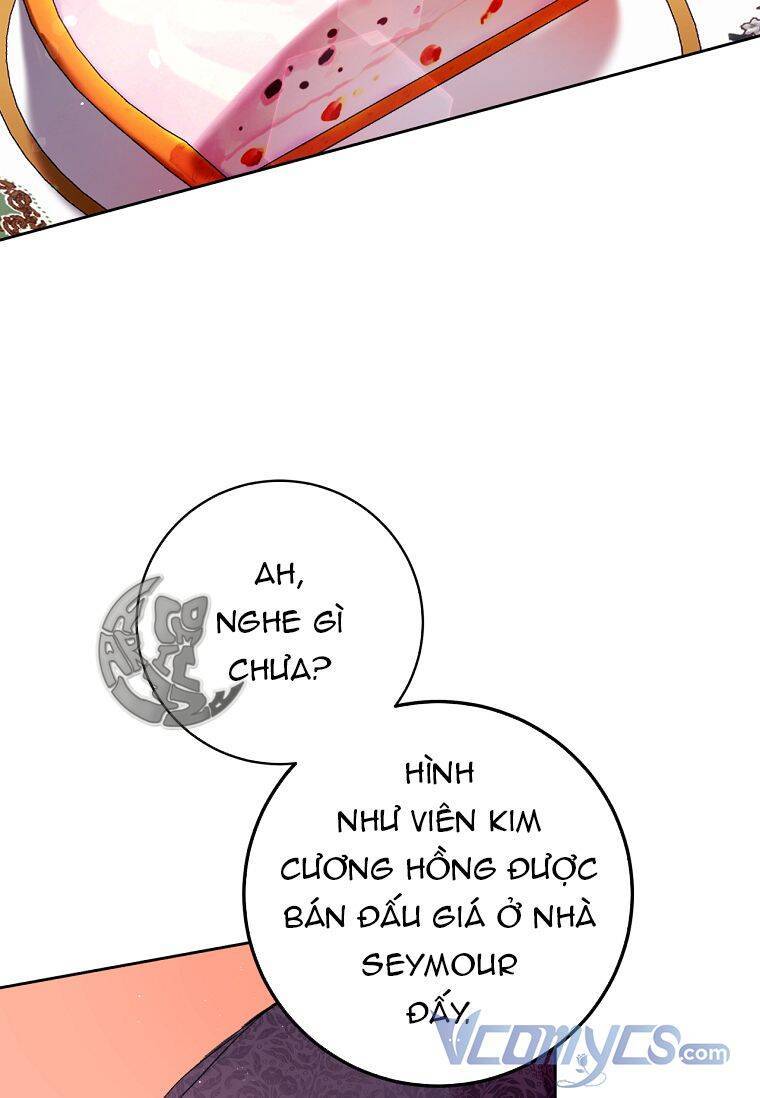 AH,
NGHE GÌ
CHƯA?
HÌNH
NHƯ VIÊN KIM
CƯƠNG HỒNG ĐƯỢC
BÁN ĐẤU GIÁ Ở NHÀ
SEYMOUR
ĐẤY.
VCOMYCS.com